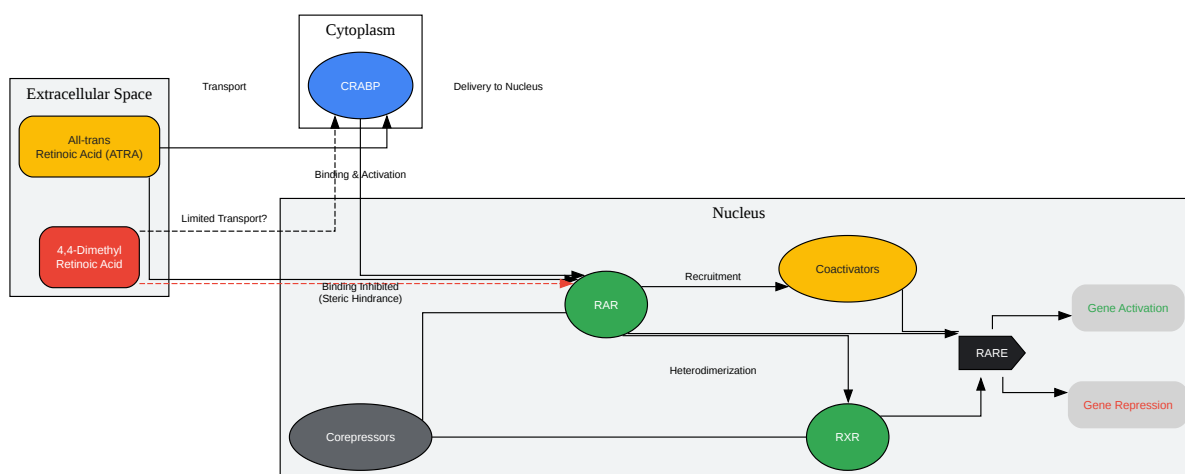 Cytoplasm
CRABP
Transport
Delivery to Nucleus
Extracellular Space
All-trans
Retinoic Acid (ATRA)
Binding & Activation
Limited Transport?
4,4-Dimethyl
Retinoic Acid
Nucleus
Binding Inhibited
(Steric Hindrance)
RAR
Recruitment
Coactivators
Gene Activation
RARE
Heterodimerization
Gene Repression
Corepressors
RXR